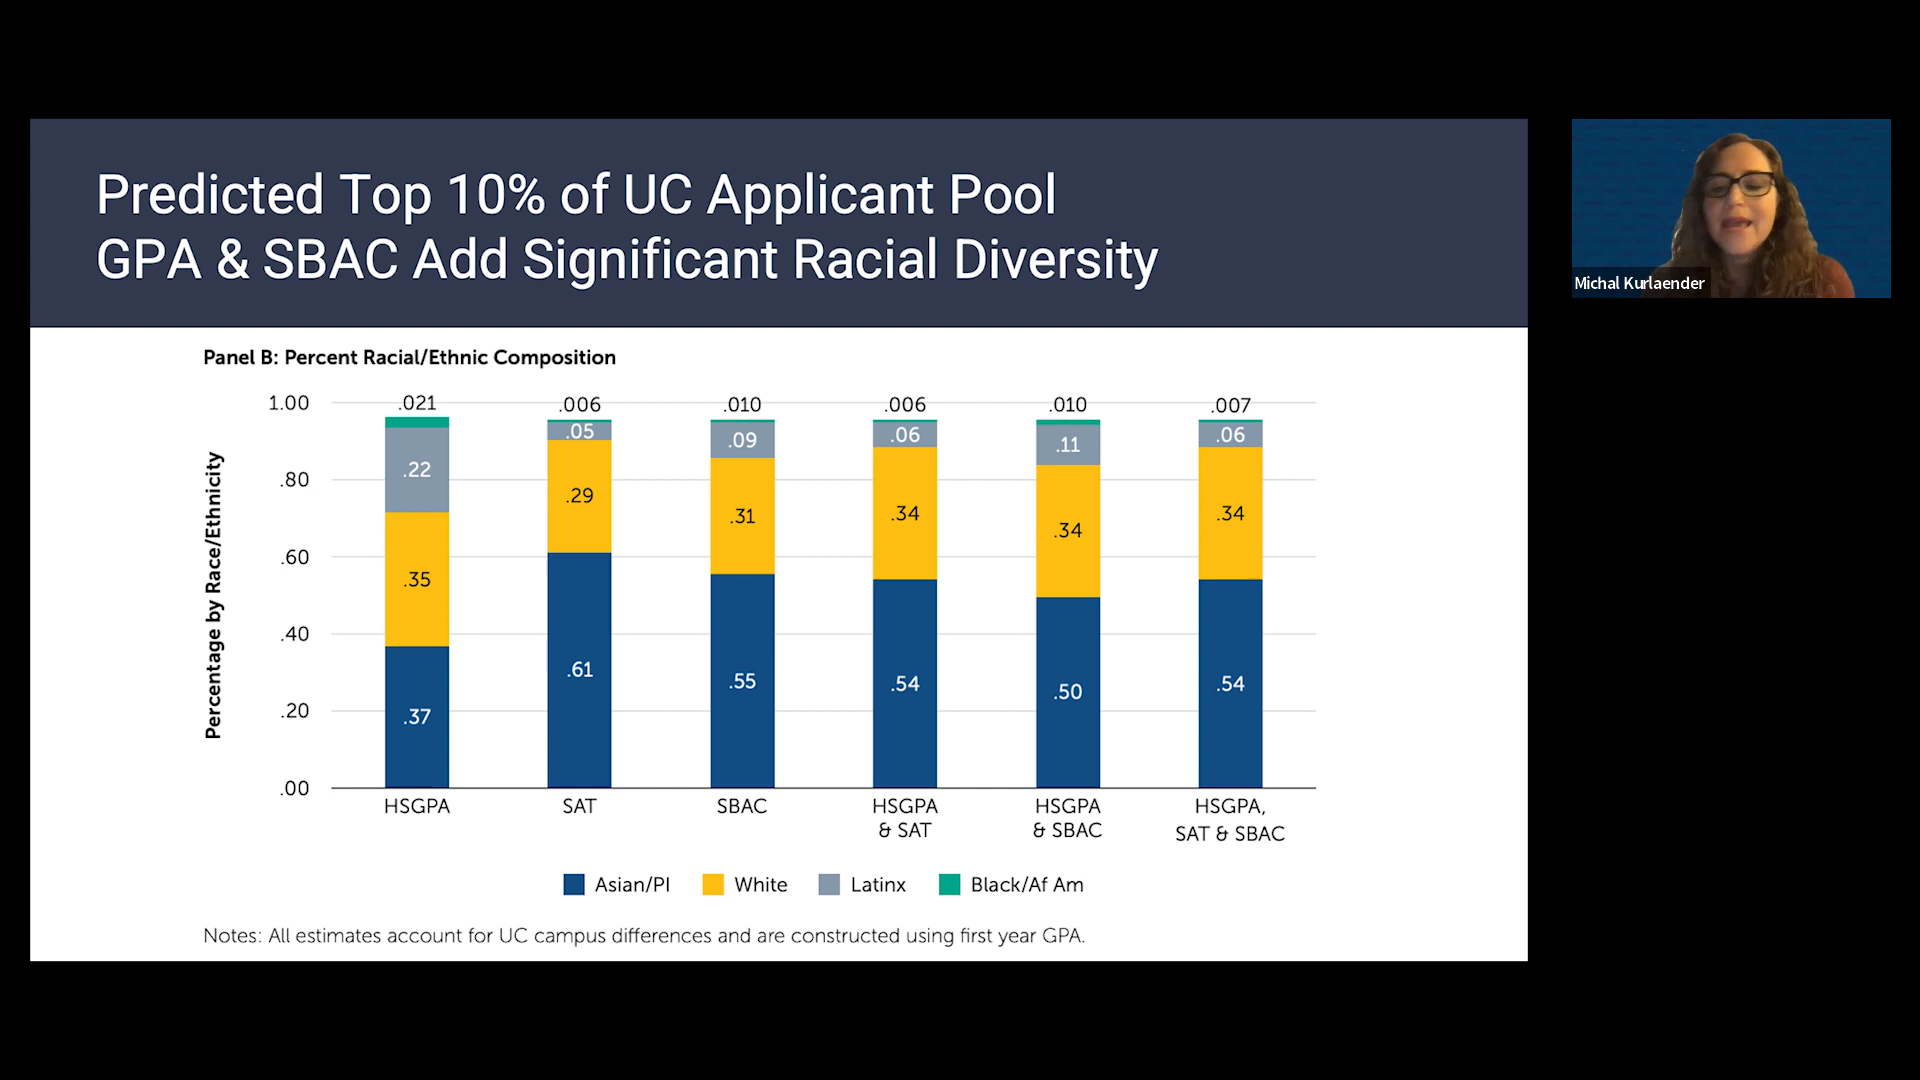 Predicted Top 10% of UC Applicant Pool
GPA & SBAC Add Significant Racial Diversity
Michal Kurlaender
Panel B: Percent Racial/Ethnic Composition
Percentage by Race/Ethnicity
1.00
.80
.60
.40
.20
.00
.021
.22
.35
.37
.006
.05
.29
.61
.010
.09
.31
.55
.006
.06
.34
.54
.010
.11
.34
.50
.007
.06
.34
.54
HSGPA
SAT
SBAC
HSGPA
& SAT
HSGPA
& SBAC
HSGPA,
SAT & SBAC
Asian/PI
White
Latinx
Black/Af Am
Notes: All estimates account for UC campus differences and are constructed using first year GPA.